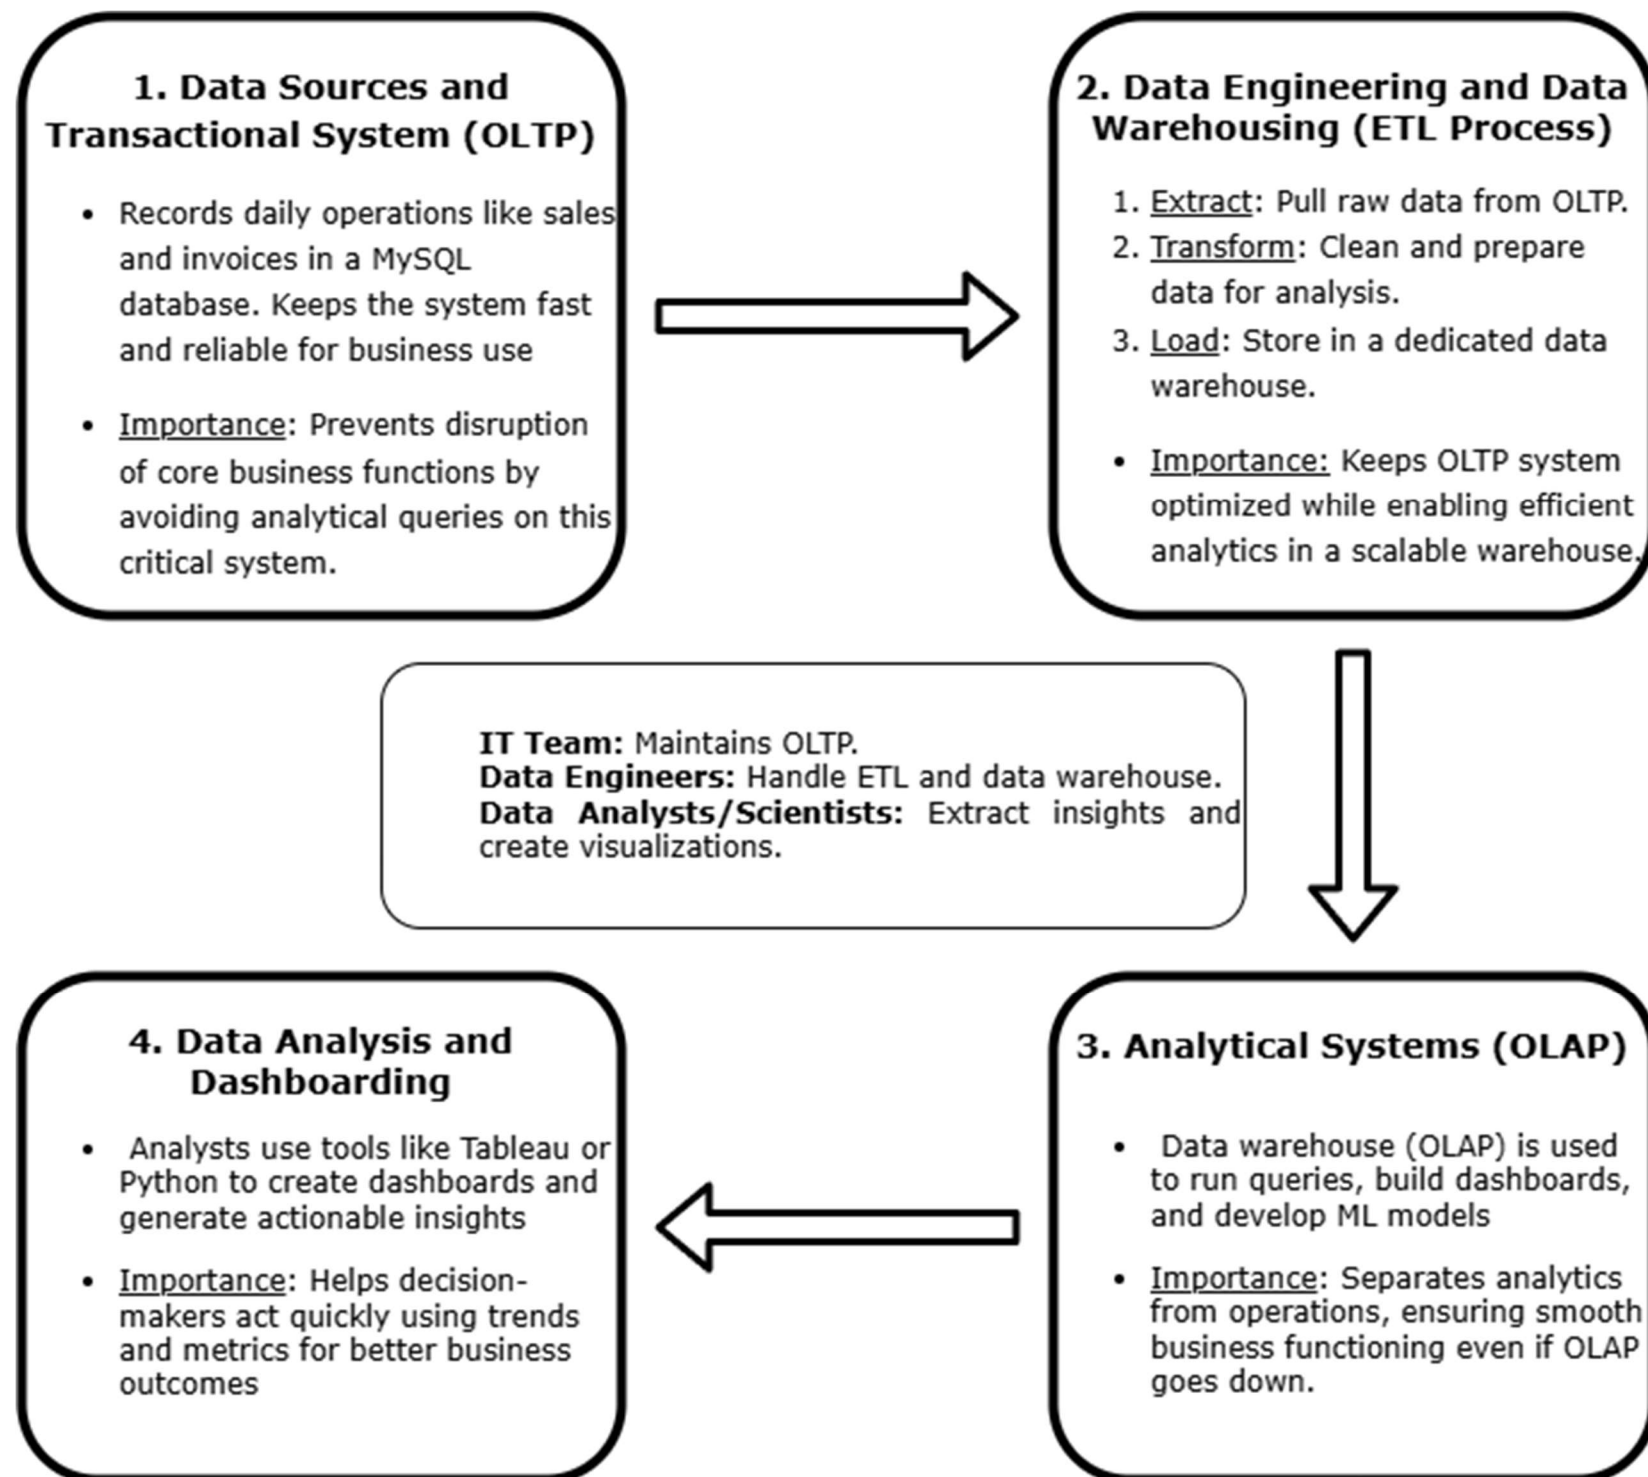 1. Data Sources and
Transactional System (OLTP)
• Records daily operations like sales
and invoices in a MySQL
database. Keeps the system fast
and reliable for business use
• Importance: Prevents disruption
of core business functions by
avoiding analytical queries on this
critical system.
2. Data Engineering and Data
Warehousing (ETL Process)
1. Extract: Pull raw data from OLTP.
2. Transform: Clean and prepare
data for analysis.
3. Load: Store in a dedicated data
warehouse.
• Importance: Keeps OLTP system
optimized while enabling efficient
analytics in a scalable warehouse.
IT Team: Maintains OLTP.
Data Engineers: Handle ETL and data warehouse.
Data Analysts/Scientists: Extract insights and
create visualizations.
3. Analytical Systems (OLAP)
• Data warehouse (OLAP) is used
to run queries, build dashboards,
and develop ML models
• Importance: Separates analytics
from operations, ensuring smooth
business functioning even if OLAP
goes down.
4. Data Analysis and
Dashboarding
• Analysts use tools like Tableau or
Python to create dashboards and
generate actionable insights
• Importance: Helps decision-
makers act quickly using trends
and metrics for better business
outcomes